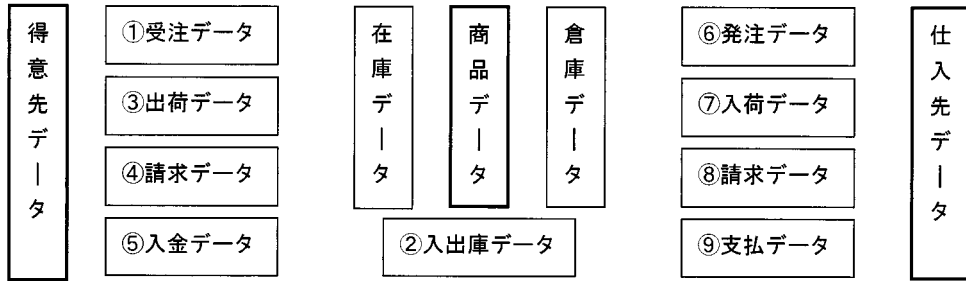 得意先データ
①受注データ
③出荷データ
④請求データ
⑤入金データ
在庫データ
商品データ
倉庫データ
②入出庫データ
⑥発注データ
⑦入荷データ
⑧請求データ
⑨支払データ
仕入先データ